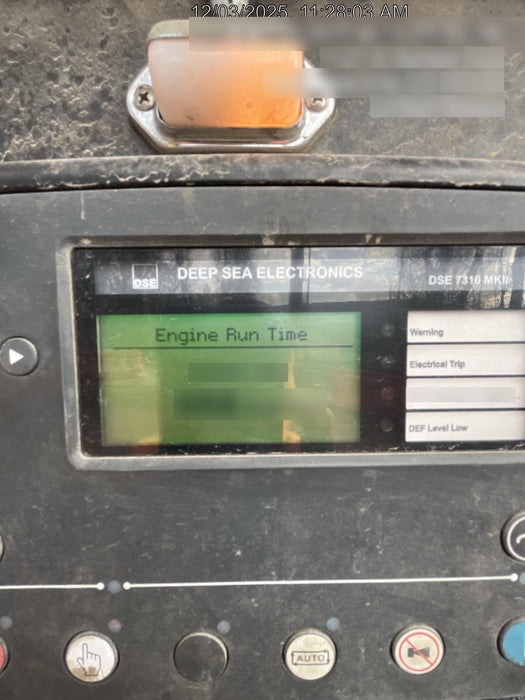 12/03/2025, 11:28:03 AM
DSE
DEEP SEA ELECTRONICS
DSE 7310 MKII
Engine Run Time
Warning
Electrical Trip
DEF Level Low
AUTO